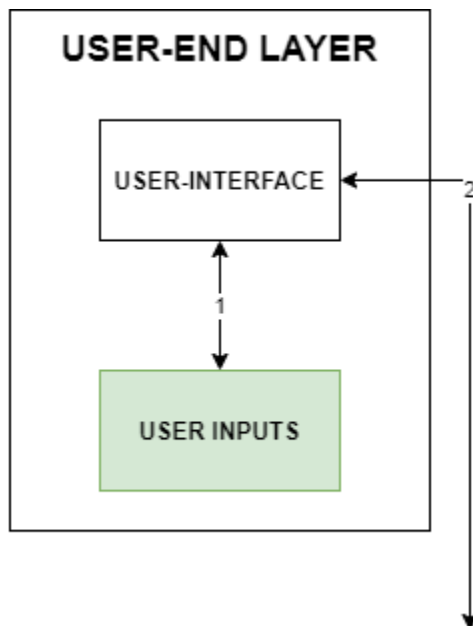 USER-END LAYER
USER-INTERFACE
2
1
USER INPUTS